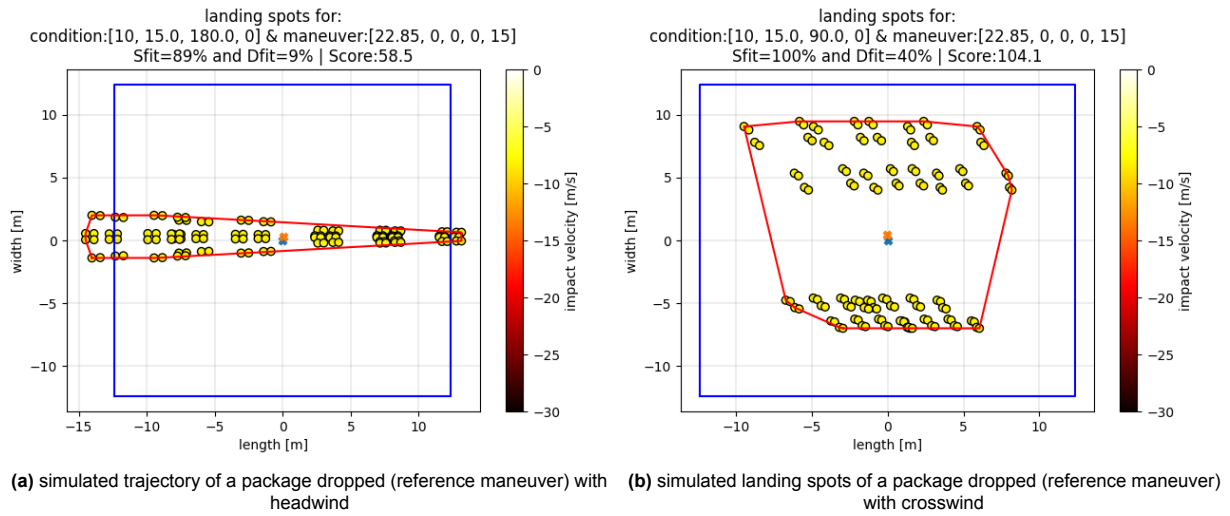 landing spots for:
condition:[10, 15.0, 180.0, 0] & maneuver:[22.85, 0, 0, 0, 15]
Sfit=89% and Dfit=9% | Score:58.5
10
5
0
−5
−10
width [m]
−15
−10
−5
0
5
10
length [m]
0
−5
−10
−15
−20
−25
−30
impact velocity [m/s]
(a) simulated trajectory of a package dropped (reference maneuver) with
headwind
landing spots for:
condition:[10, 15.0, 90.0, 0] & maneuver:[22.85, 0, 0, 0, 15]
Sfit=100% and Dfit=40% | Score:104.1
10
5
0
−5
−10
width [m]
−10
−5
0
5
10
length [m]
0
−5
−10
−15
−20
−25
−30
impact velocity [m/s]
(b) simulated landing spots of a package dropped (reference maneuver)
with crosswind